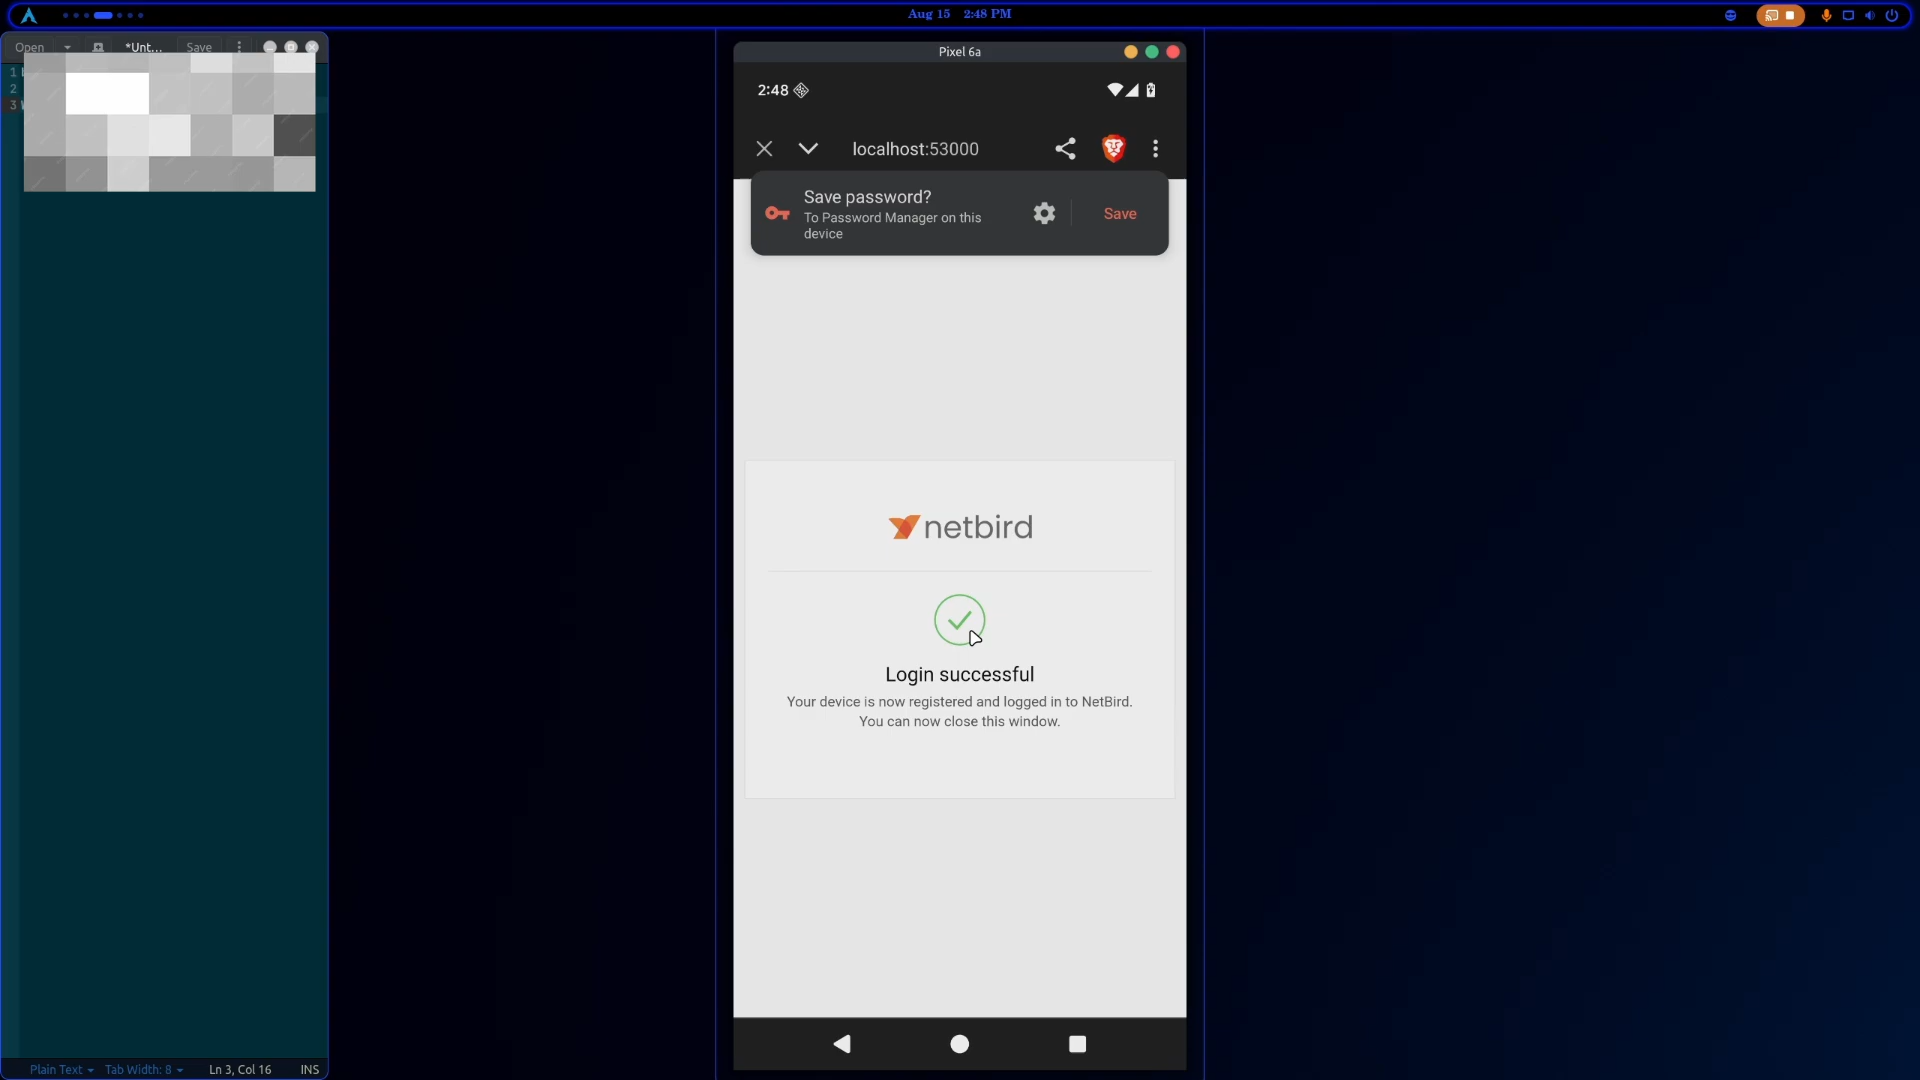 Aug 15 2:48 PM
Open *Unt... Save
1
2
3
Plain Text Tab Width: 8 Ln 3, Col 16 INS
Pixel 6a
2:48
localhost:53000
Save password?
To Password Manager on this
device
Save
netbird
Login successful
Your device is now registered and logged in to NetBird.
You can now close this window.